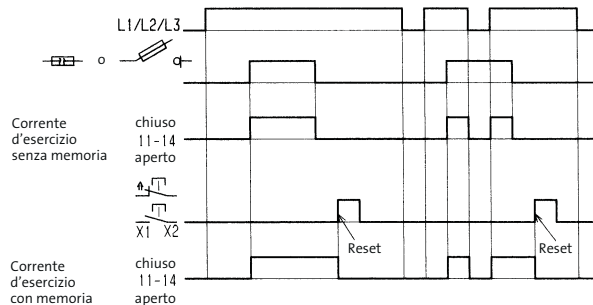 L1/L2/L3
o
Corrente chiuso
d'esercizio 11-14
senza memoria aperto
X1 X2
Reset Reset
Corrente chiuso
d'esercizio 11-14
con memoria aperto